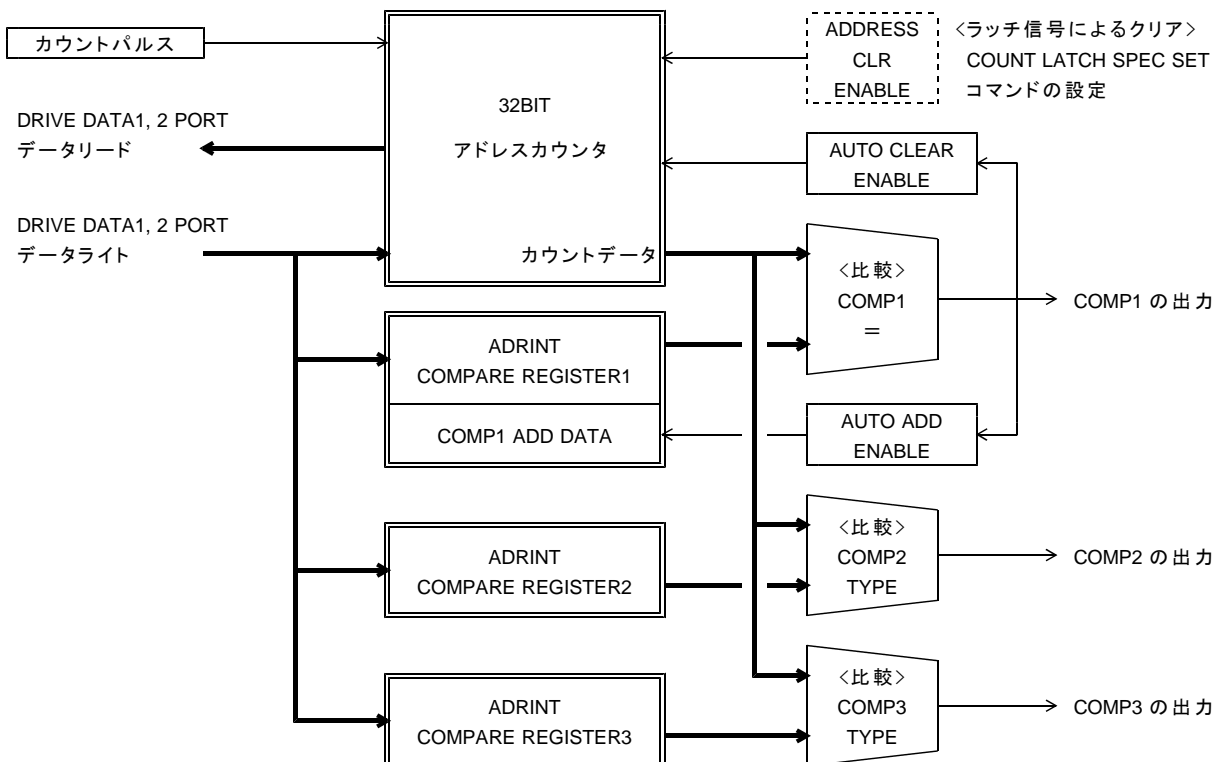 カウントパルス
ADDRESS
CLR
ENABLE
<ラッチ信号によるクリア>
COUNT LATCH SPEC SET
コマンドの設定
32BIT
アドレスカウンタ
DRIVE DATA1, 2 PORT
データリード
AUTO CLEAR
ENABLE
DRIVE DATA1, 2 PORT
データライト
カウントデータ
<比較>
COMP1
=
COMP1 の出力
ADRINT
COMPARE REGISTER1
COMP1 ADD DATA
AUTO ADD
ENABLE
ADRINT
COMPARE REGISTER2
<比較>
COMP2
TYPE
COMP2 の出力
ADRINT
COMPARE REGISTER3
<比較>
COMP3
TYPE
COMP3 の出力